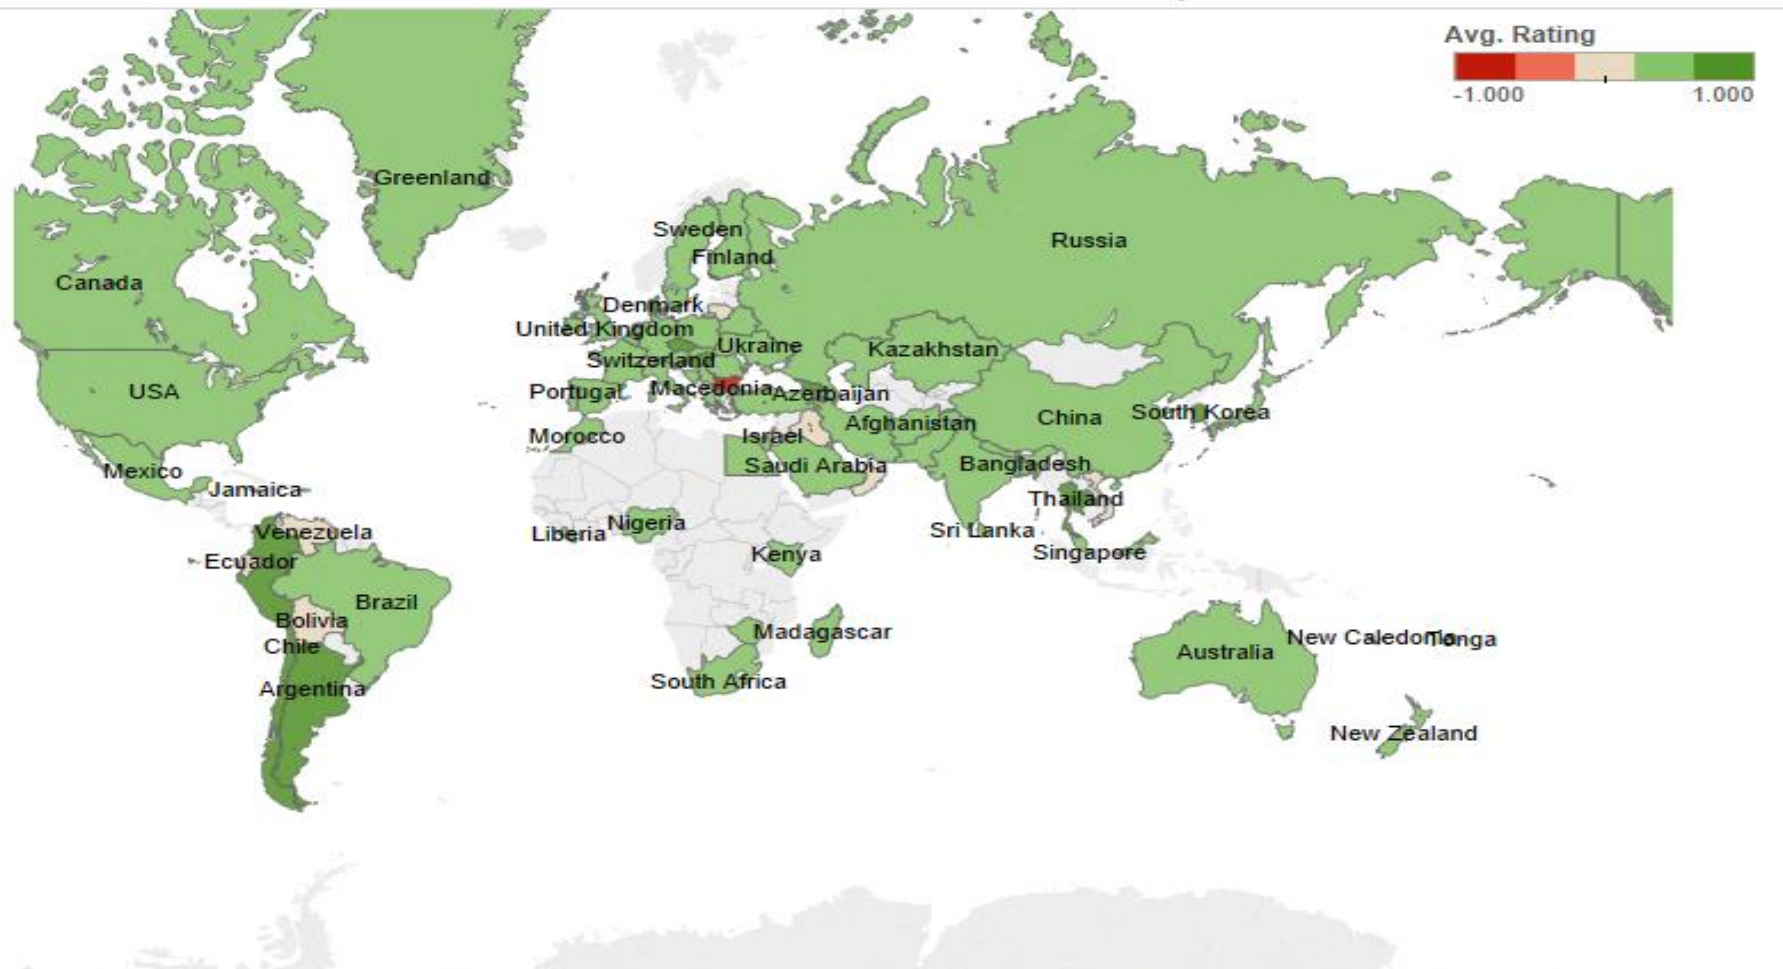 Avg. Rating
-1.000 1.000
Greenland
Sweden
Russia
Finland
Canada
Denmark
United Kingdom
Ukraine
Kazakhstan
Switzerland
USA
Portugal
Macedonia
Azerbaijan
China
South Korea
Afghanistan
Morocco
Israel
Saudi Arabia
Bangladesh
Mexico
Jamaica
Thailand
Nigeria
Venezuela
Liberia
Sri Lanka
Singapore
Kenya
Ecuador
Brazil
Bolivia
Madagascar
New Caledonia
Tonga
Chile
Australia
South Africa
Argentina
New Zealand